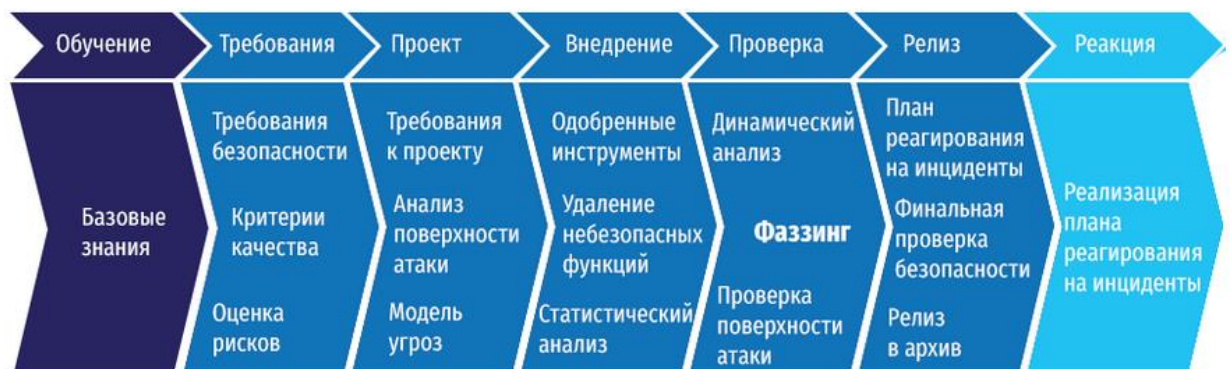 Обучение
Требования
Проект
Внедрение
Проверка
Релиз
Реакция
Базовые
знания
Требования
безопасности
Критерии
качества
Оценка
рисков
Требования
к проекту
Анализ
поверхности
атаки
Модель
угроз
Одобренные
инструменты
Удаление
небезопасных
функций
Статистический
анализ
Динамический
анализ
Фаззинг
Проверка
поверхности
атаки
План
реагирования
на инциденты
Финальная
проверка
безопасности
Релиз
в архив
Реализация
плана
реагирования
на инциденты